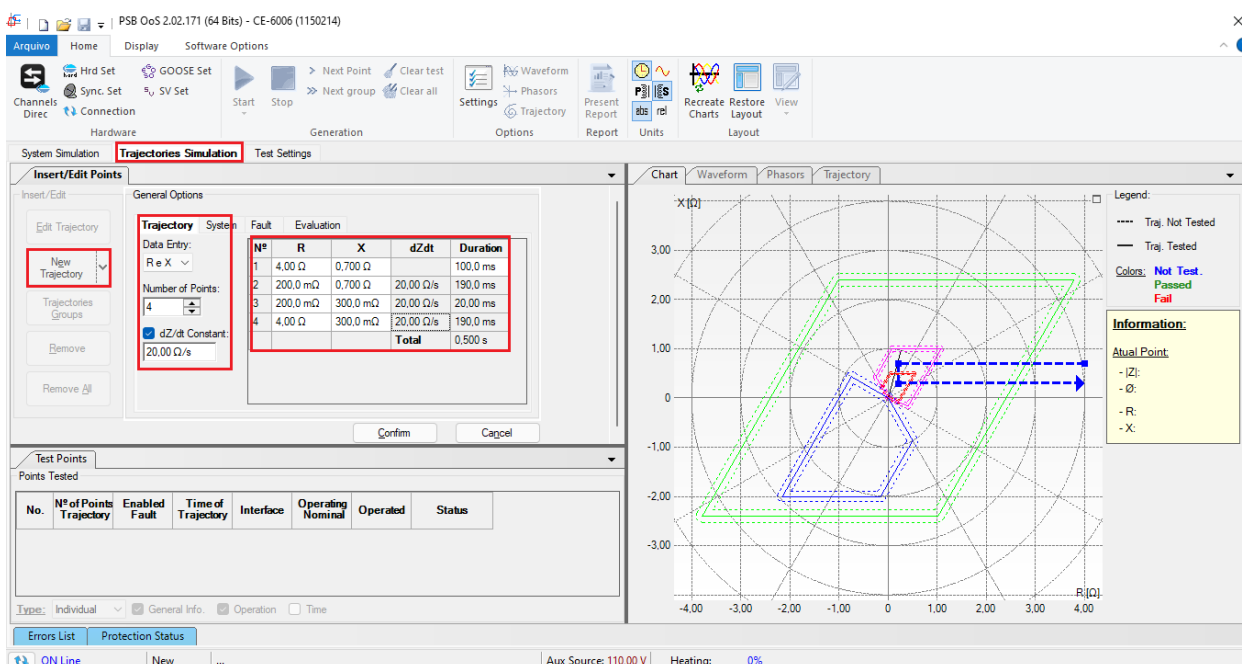 PSB OoS 2.02.171 (64 Bits) - CE-6006 (1150214)
Arquivo Home Display Software Options
Hrd Set GOOSE Set Next Point Clear test Waveform
Sync. Set SV Set Next group Clear all Phasors
Channels Direc Connection Start Stop Settings Trajectory Present Report abs rel Recreate Charts Restore Layout View
Hardware Generation Options Report Units Layout
System Simulation Trajectories Simulation Test Settings
Insert/Edit Points
Insert/Edit
Edit Trajectory
New Trajectory
Trajectories Groups
Remove
Remove All
General Options
Trajectory System Fault Evaluation
Data Entry:
R e X
Number of Points:
4
dZ/dt Constant:
20,00 Ω/s
Nº R X dZdt Duration
1 4,00 Ω 0,700 Ω 100,0 ms
2 200,0 mΩ 0,700 Ω 20,00 Ω/s 190,0 ms
3 200,0 mΩ 300,0 mΩ 20,00 Ω/s 20,00 ms
4 4,00 Ω 300,0 mΩ 20,00 Ω/s 190,0 ms
Total 0,500 s
Confirm Cancel
Test Points
Points Tested
No. Nº of Points Trajectory Enabled Fault Time of Trajectory Interface Operating Nominal Operated Status
Type: Individual General Info. Operation Time
Chart Waveform Phasors Trajectory
X [Ω]
3,00
2,00
1,00
0
-1,00
-2,00
-3,00
R [Ω]
-4,00 -3,00 -2,00 -1,00 0 1,00 2,00 3,00 4,00
Legend:
Traj. Not Tested
Traj. Tested
Colors: Not Test.
Passed
Fail
Information:
Atual Point:
- |Z|:
- Ø:
- R:
- X:
Errors List Protection Status
ON Line New ... Aux Source: 110.00 V Heating: 0%